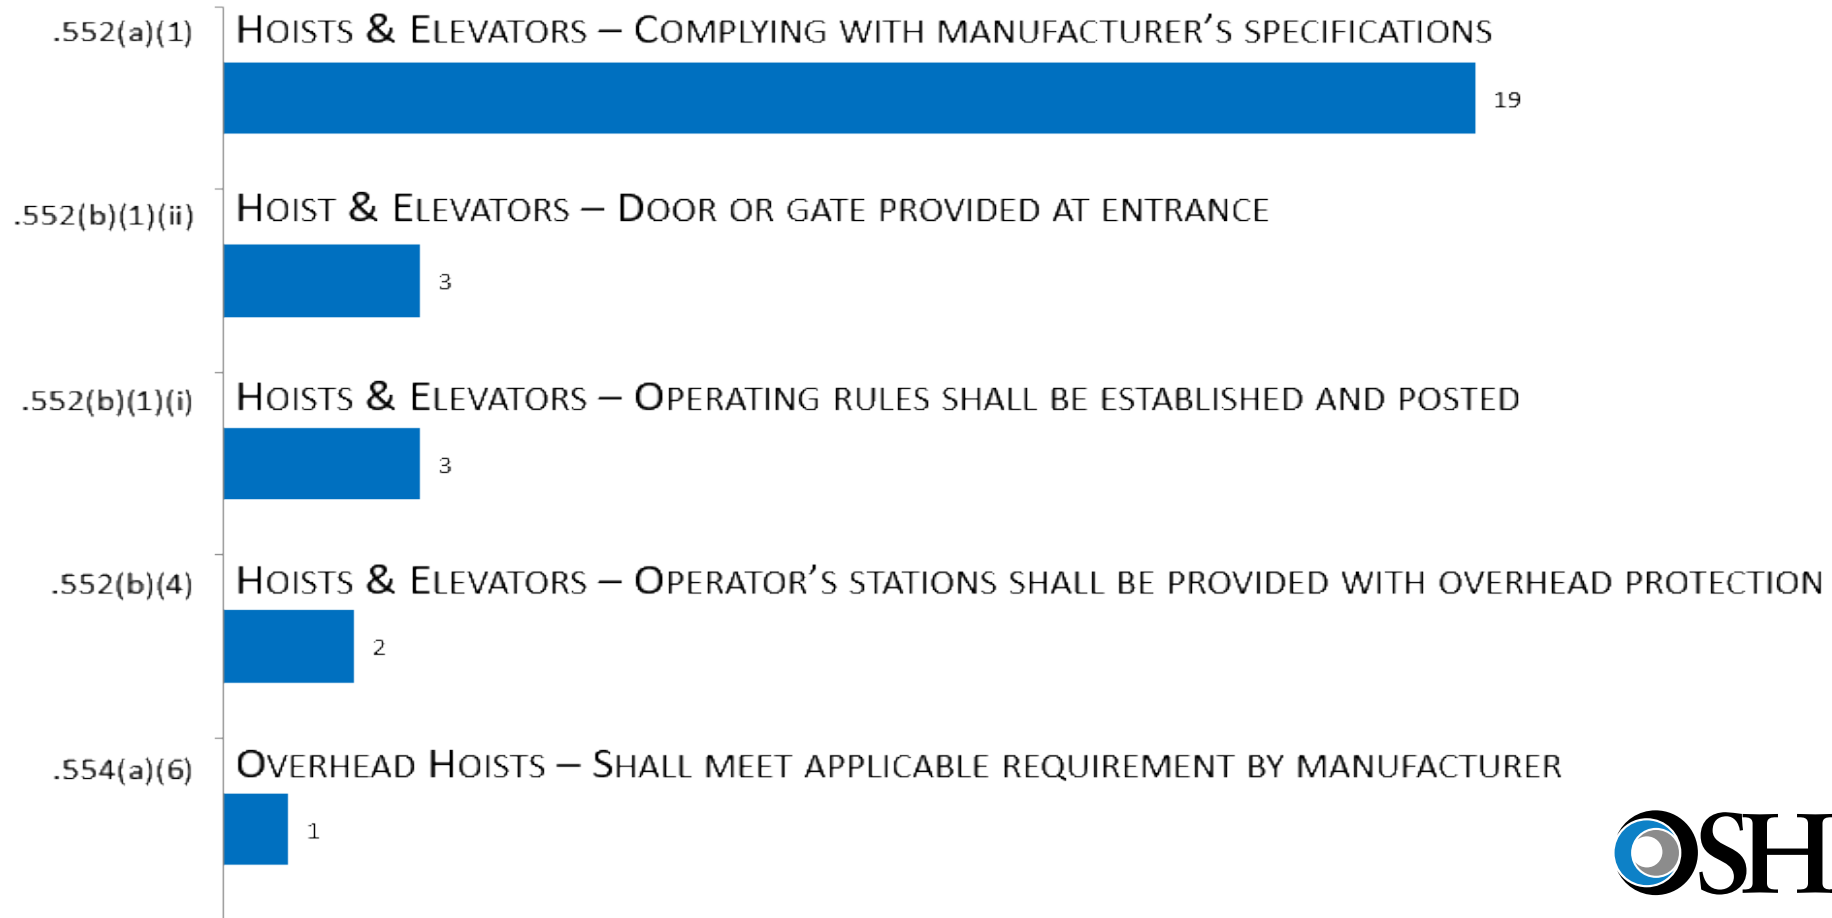 .552(a)(1) Hoists & Elevators – Complying with manufacturer's specifications
19
.552(b)(1)(ii) Hoist & Elevators – Door or gate provided at entrance
3
.552(b)(1)(i) Hoists & Elevators – Operating rules shall be established and posted
3
.552(b)(4) Hoists & Elevators – Operator's stations shall be provided with overhead protection
2
.554(a)(6) Overhead Hoists – Shall meet applicable requirement by manufacturer
1
OSH